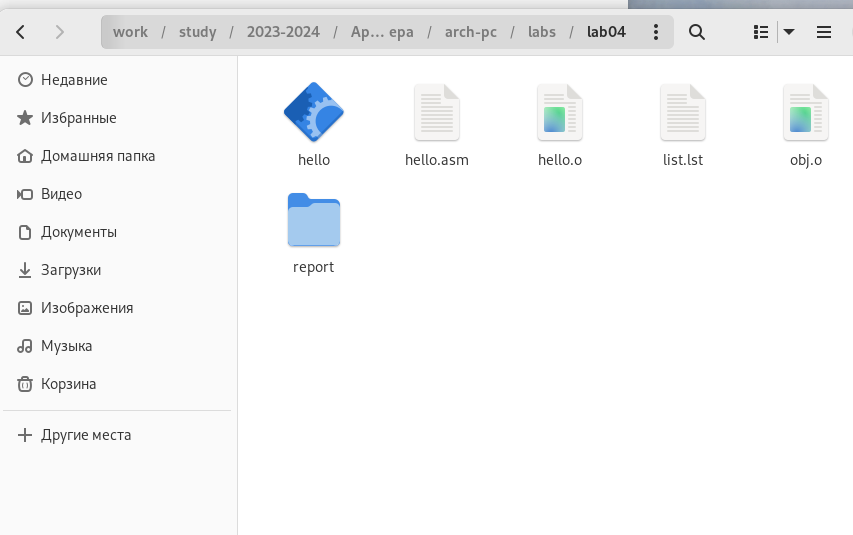 work / study / 2023-2024 / Ар… ера / arch-pc / labs / lab04
Недавние
Избранные
Домашняя папка
Видео
Документы
Загрузки
Изображения
Музыка
Корзина
Другие места
hello hello.asm hello.o list.lst obj.o
report